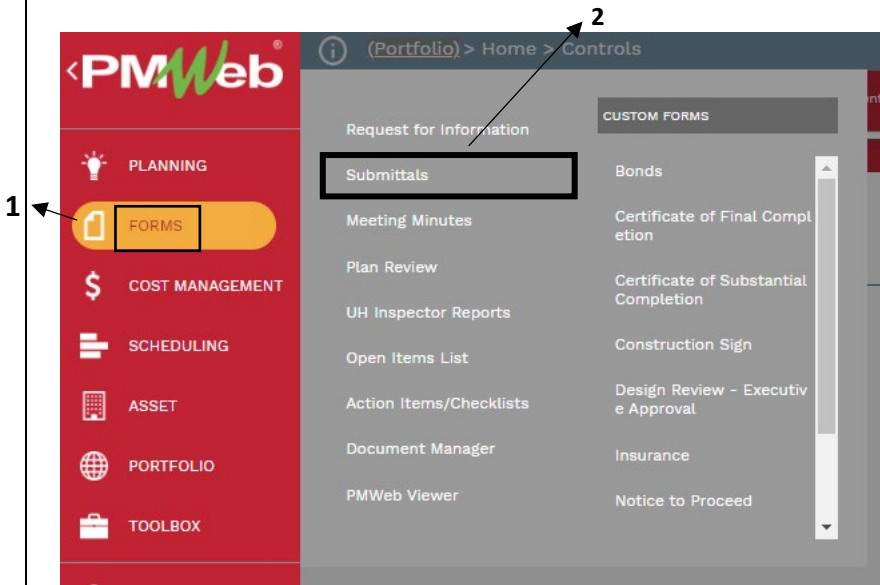 2
<PMWeb®
(Portfolio) > Home > Controls
1
PLANNING
FORMS
COST MANAGEMENT
SCHEDULING
ASSET
PORTFOLIO
TOOLBOX
Request for Information
Submittals
Meeting Minutes
Plan Review
UH Inspector Reports
Open Items List
Action Items/Checklists
Document Manager
PMWeb Viewer
CUSTOM FORMS
Bonds
Certificate of Final Compl
etion
Certificate of Substantial
Completion
Construction Sign
Design Review - Executiv
e Approval
Insurance
Notice to Proceed